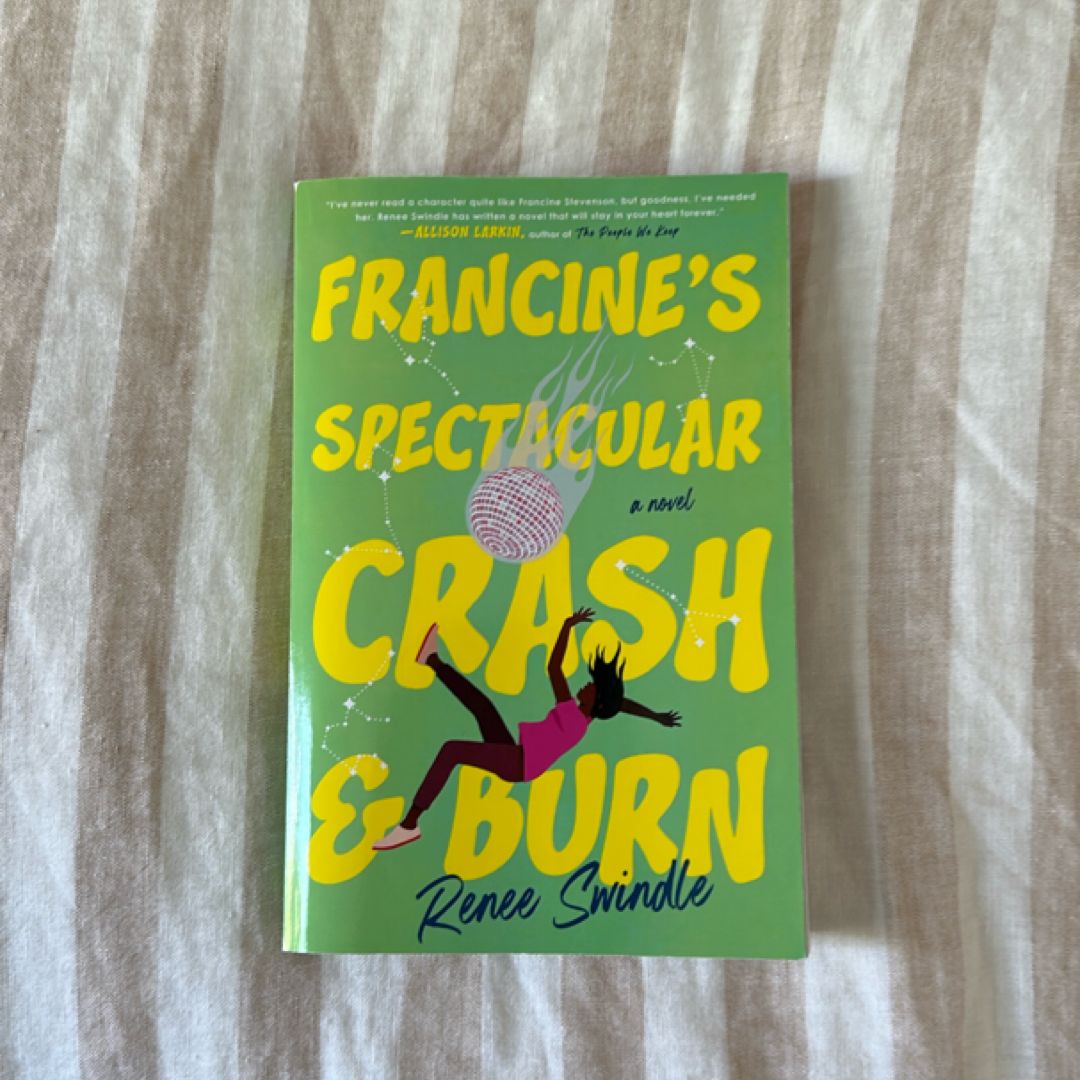 "I've never read a character quite like Francine Stevenson, but goodness, I've needed
her. Renee Swindle has written a novel that will stay in your heart forever."
—ALLISON LARKIN, author of The People We Keep
FRANCINE'S
SPECTACULAR
a novel
CRASH
& BURN
Renee Swindle